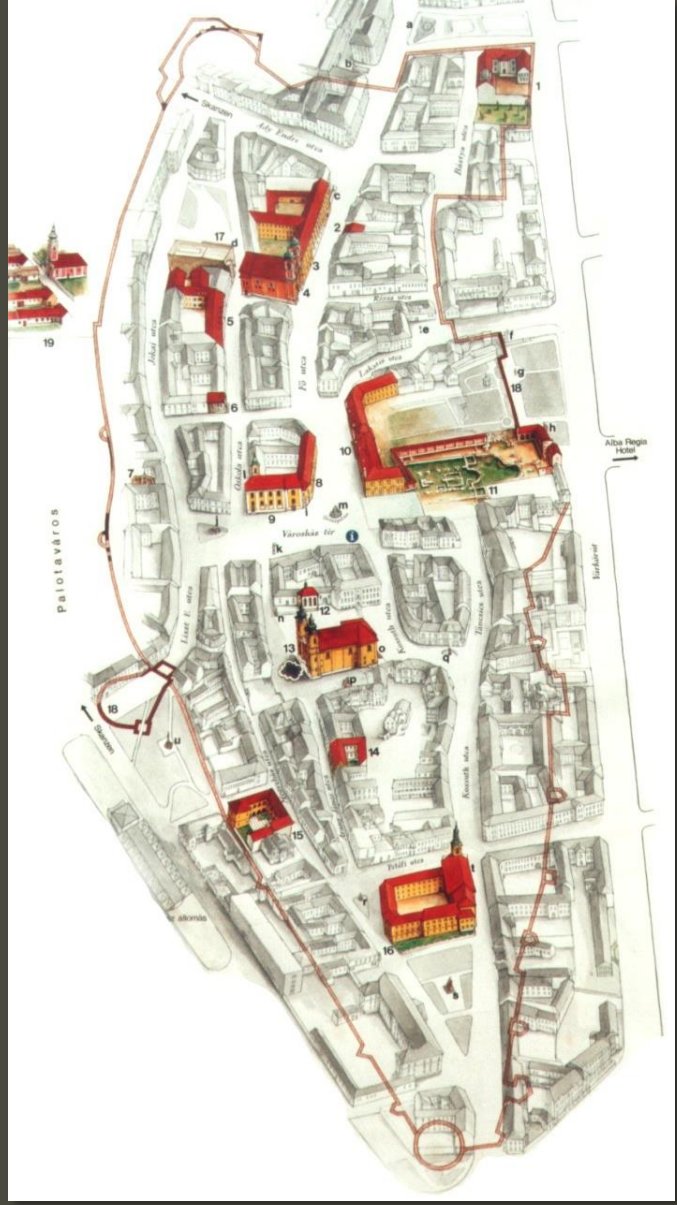 a
b
1
Skanzen
Ady Endre utca
Bástya utca
c
2
17
d
3
4
Rózsa utca
5
e
19
Jókai utca
Fő utca
f
Lakatos utca
g
18
6
h
Alba Regia
Hotel
10
7
Oskola utca
8
11
9
m
Városház tér
i
k
Várkörút
Palotaváros
Liszt F. utca
n
12
Táncsics utca
13
o
q
p
18
Skanzen
u
14
Kossuth utca
15
Petőfi utca
t
r
állomás
16
s